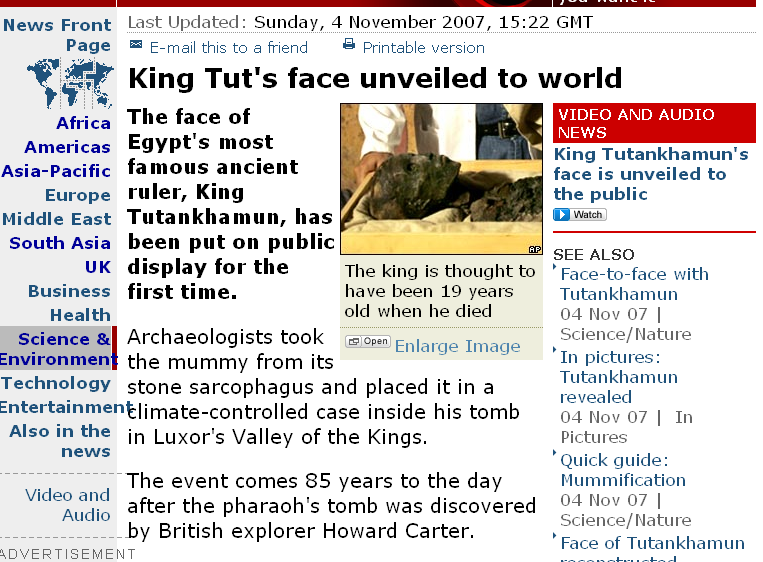 you want it
News Front
Page
Africa
Americas
Asia-Pacific
Europe
Middle East
South Asia
UK
Business
Health
Science &
Environment
Technology
Entertainment
Also in the
news
Video and
Audio
ADVERTISEMENT
Last Updated: Sunday, 4 November 2007, 15:22 GMT
E-mail this to a friend
Printable version
King Tut's face unveiled to world
The face of
Egypt's most
famous ancient
ruler, King
Tutankhamun, has
been put on public
display for the
first time.
AP
The king is thought to
have been 19 years
old when he died
Open Enlarge Image
Archaeologists took
the mummy from its
stone sarcophagus and placed it in a
climate-controlled case inside his tomb
in Luxor's Valley of the Kings.
The event comes 85 years to the day
after the pharaoh's tomb was discovered
by British explorer Howard Carter.
VIDEO AND AUDIO
NEWS
King Tutankhamun's
face is unveiled to
the public
Watch
SEE ALSO
Face-to-face with
Tutankhamun
04 Nov 07 |
Science/Nature
In pictures:
Tutankhamun
revealed
04 Nov 07 | In
Pictures
Quick guide:
Mummification
04 Nov 07 |
Science/Nature
Face of Tutankhamun
reconstructed